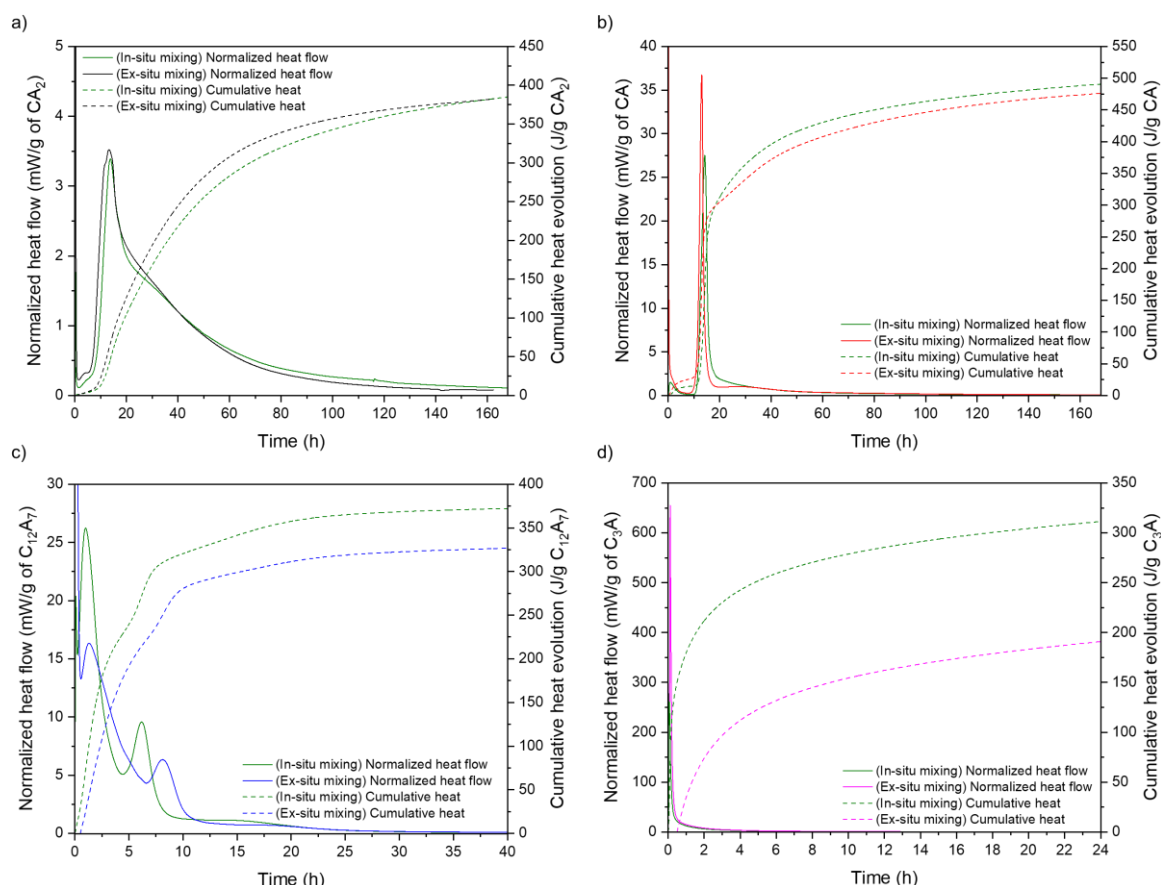 a)
5
4
3
2
1
0
Normalized heat flow (mW/g of CA₂)
450
400
350
300
250
200
150
100
50
0
Cumulative heat evolution (J/g CA₂)
(In-situ mixing) Normalized heat flow
(Ex-situ mixing) Normalized heat flow
(In-situ mixing) Cumulative heat
(Ex-situ mixing) Cumulative heat
0 20 40 60 80 100 120 140 160
Time (h)
b)
40
35
30
25
20
15
10
5
0
Normalized heat flow (mW/g of CA)
550
500
450
400
350
300
250
200
150
100
50
0
Cumulative heat evolution (J/g CA)
(In-situ mixing) Normalized heat flow
(Ex-situ mixing) Normalized heat flow
(In-situ mixing) Cumulative heat
(Ex-situ mixing) Cumulative heat
0 20 40 60 80 100 120 140 160
Time (h)
c)
30
25
20
15
10
5
0
Normalized heat flow (mW/g of C₁₂A₇)
400
350
300
250
200
150
100
50
0
Cumulative heat evolution (J/g C₁₂A₇)
(In-situ mixing) Normalized heat flow
(Ex-situ mixing) Normalized heat flow
(In-situ mixing) Cumulative heat
(Ex-situ mixing) Cumulative heat
0 5 10 15 20 25 30 35 40
Time (h)
d)
700
600
500
400
300
200
100
0
Normalized heat flow (mW/g of C₃A)
350
300
250
200
150
100
50
0
Cumulative heat evolution (J/g C₃A)
(In-situ mixing) Normalized heat flow
(Ex-situ mixing) Normalized heat flow
(In-situ mixing) Cumulative heat
(Ex-situ mixing) Cumulative heat
0 2 4 6 8 10 12 14 16 18 20 22 24
Time (h)